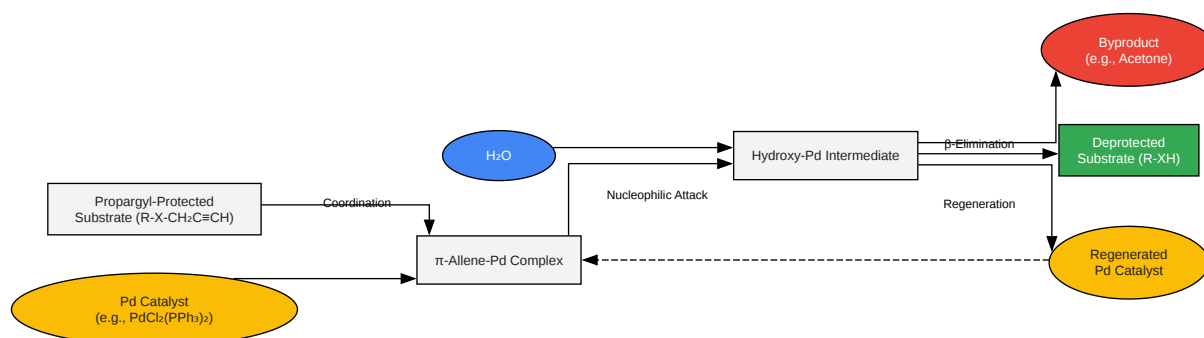 Byproduct
(e.g., Acetone)
H₂O
Hydroxy-Pd Intermediate
β-Elimination
Deprotected
Substrate (R-XH)
Propargyl-Protected
Substrate (R-X-CH₂C≡CH)
Coordination
Nucleophilic Attack
Regeneration
π-Allene-Pd Complex
Regenerated
Pd Catalyst
Pd Catalyst
(e.g., PdCl₂(PPh₃)₂)